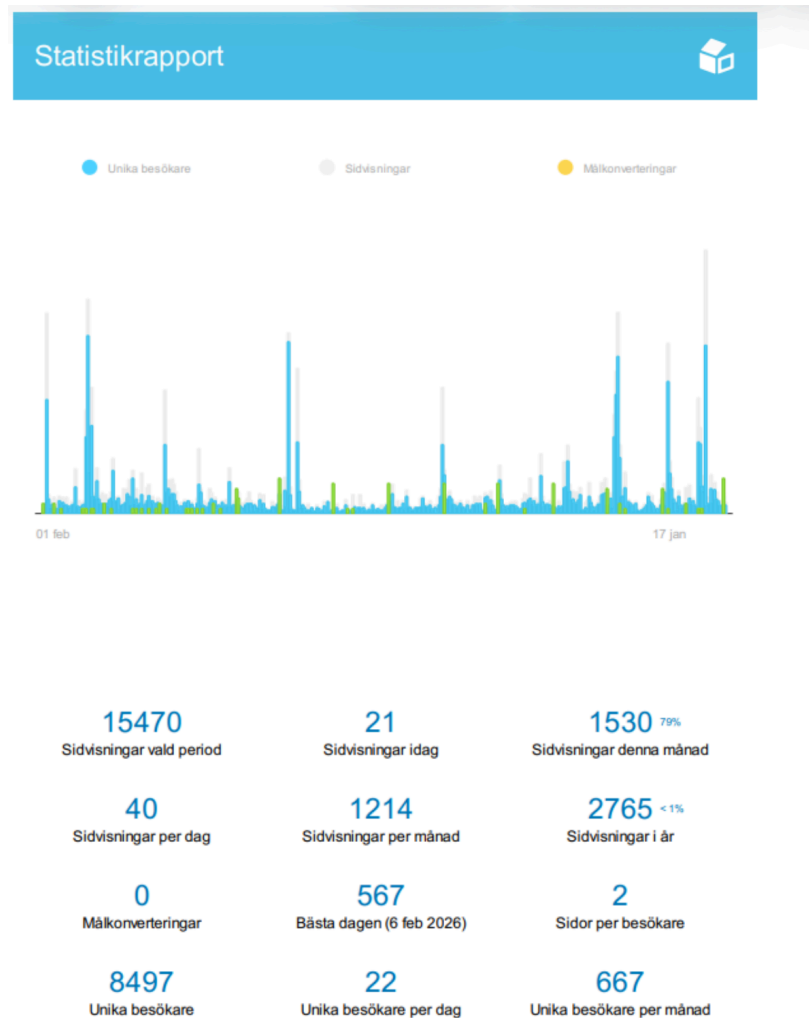 Statistikrapport
Unika besökare
Sidvisningar
Målkonverteringar
01 feb
17 jan
15470
Sidvisningar vald period
21
Sidvisningar idag
1530 79%
Sidvisningar denna månad
40
Sidvisningar per dag
1214
Sidvisningar per månad
2765 < 1%
Sidvisningar i år
0
Målkonverteringar
567
Bästa dagen (6 feb 2026)
2
Sidor per besökare
8497
Unika besökare
22
Unika besökare per dag
667
Unika besökare per månad